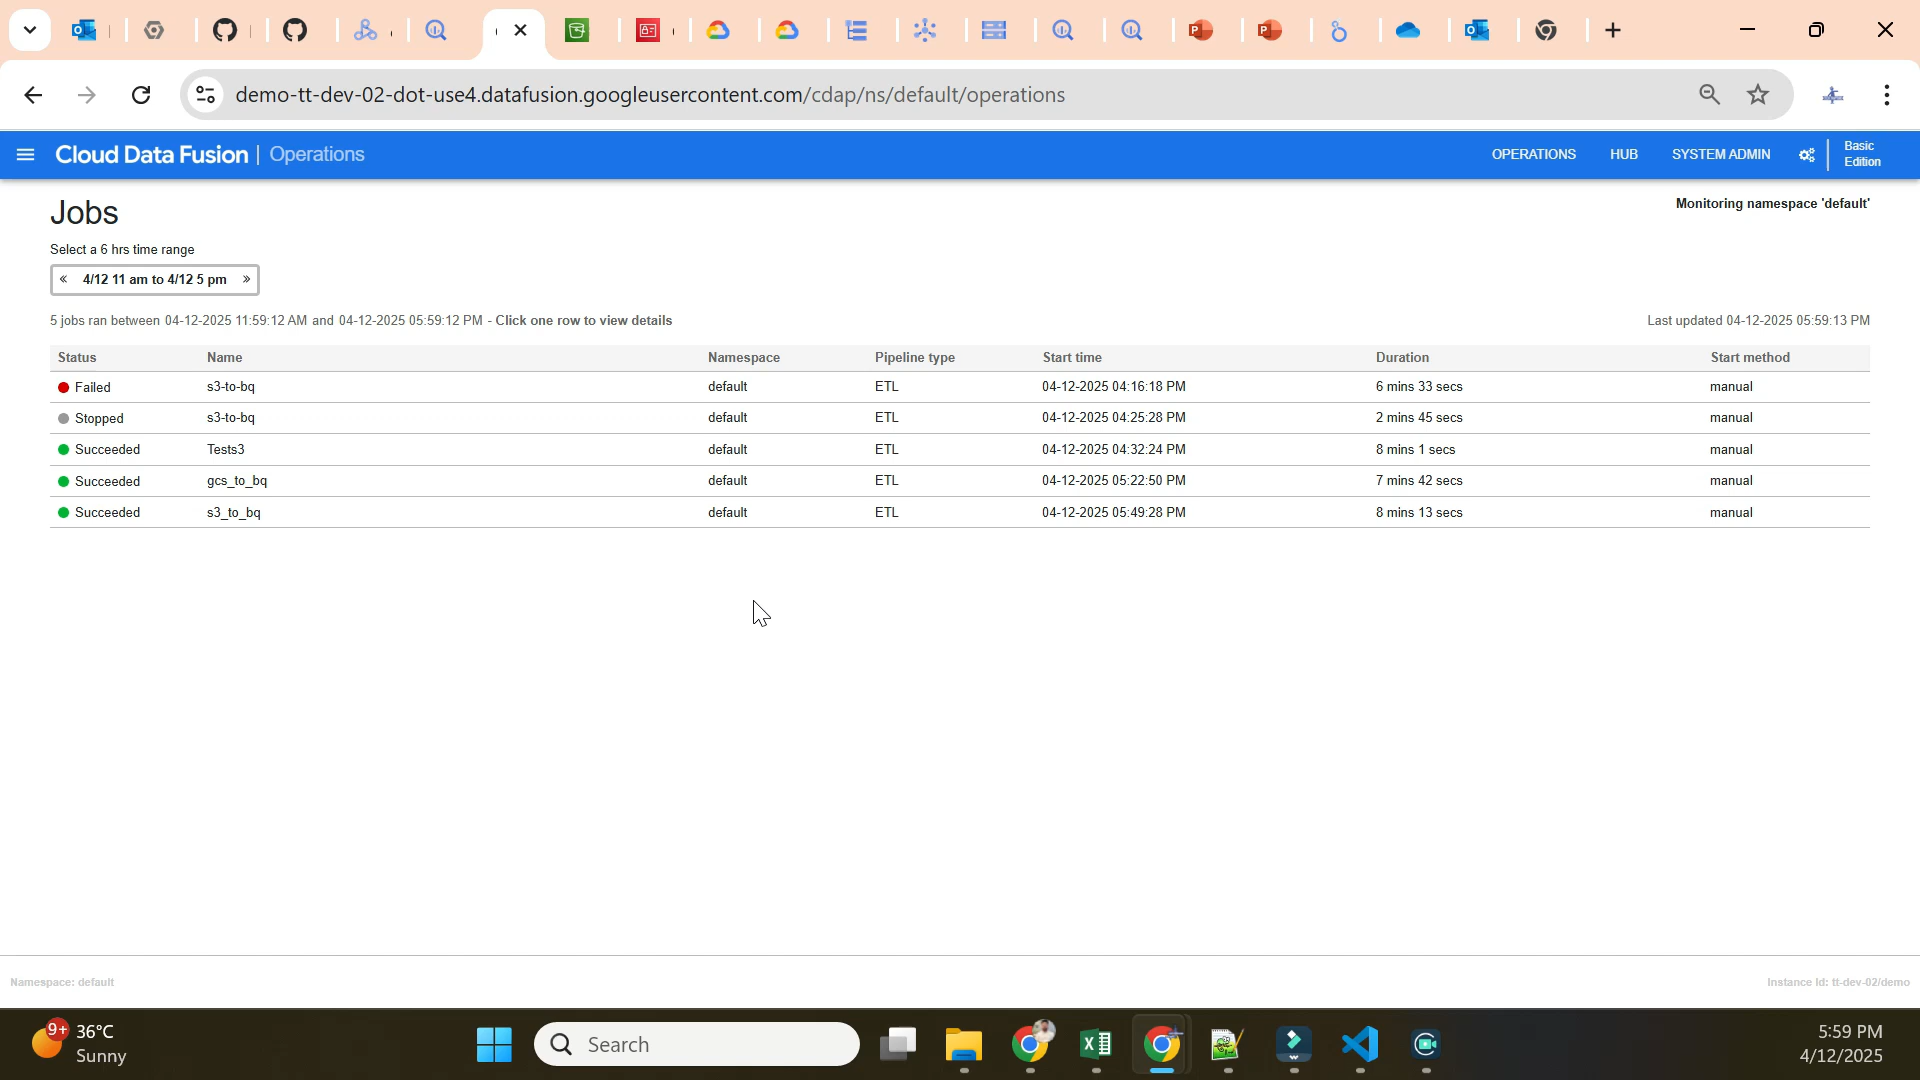 demo-tt-dev-02-dot-use4.datafusion.googleusercontent.com/cdap/ns/default/operations
Cloud Data Fusion | Operations
OPERATIONS HUB SYSTEM ADMIN Basic Edition
Jobs
Monitoring namespace 'default'
Select a 6 hrs time range
« 4/12 11 am to 4/12 5 pm »
5 jobs ran between 04-12-2025 11:59:12 AM and 04-12-2025 05:59:12 PM - Click one row to view details
Last updated 04-12-2025 05:59:13 PM
Status Name Namespace Pipeline type Start time Duration Start method
Failed s3-to-bq default ETL 04-12-2025 04:16:18 PM 6 mins 33 secs manual
Stopped s3-to-bq default ETL 04-12-2025 04:25:28 PM 2 mins 45 secs manual
Succeeded Tests3 default ETL 04-12-2025 04:32:24 PM 8 mins 1 secs manual
Succeeded gcs_to_bq default ETL 04-12-2025 05:22:50 PM 7 mins 42 secs manual
Succeeded s3_to_bq default ETL 04-12-2025 05:49:28 PM 8 mins 13 secs manual
Namespace: default
Instance Id: tt-dev-02/demo
9+ 36°C
Sunny
Search
5:59 PM
4/12/2025